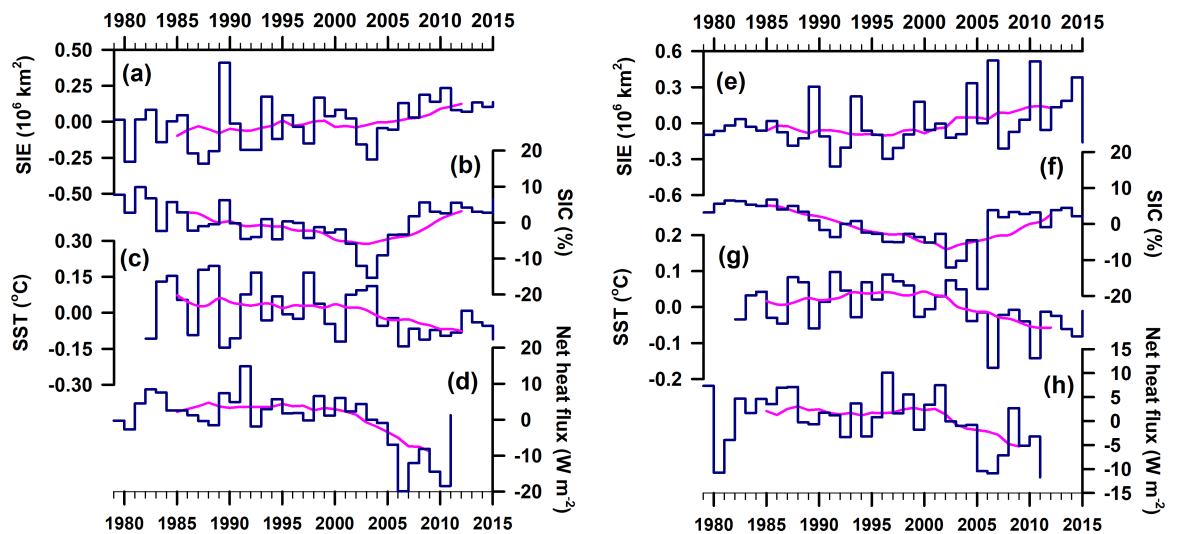 1980 1985 1990 1995 2000 2005 2010 2015
0.50
0.25
0.00
-0.25
-0.50
SIE (10⁶ km²)
(a)
20
10
0
-10
-20
SIC (%)
(b)
0.30
0.15
0.00
-0.15
-0.30
SST (°C)
(c)
20
10
0
-10
-20
Net heat flux (W m⁻²)
(d)
1980 1985 1990 1995 2000 2005 2010 2015
1980 1985 1990 1995 2000 2005 2010 2015
0.6
0.3
0.0
-0.3
-0.6
SIE (10⁶ km²)
(e)
20
10
0
-10
-20
SIC (%)
(f)
0.2
0.1
0.0
-0.1
-0.2
SST (°C)
(g)
15
10
5
0
-5
-10
-15
Net heat flux (W m⁻²)
(h)
1980 1985 1990 1995 2000 2005 2010 2015